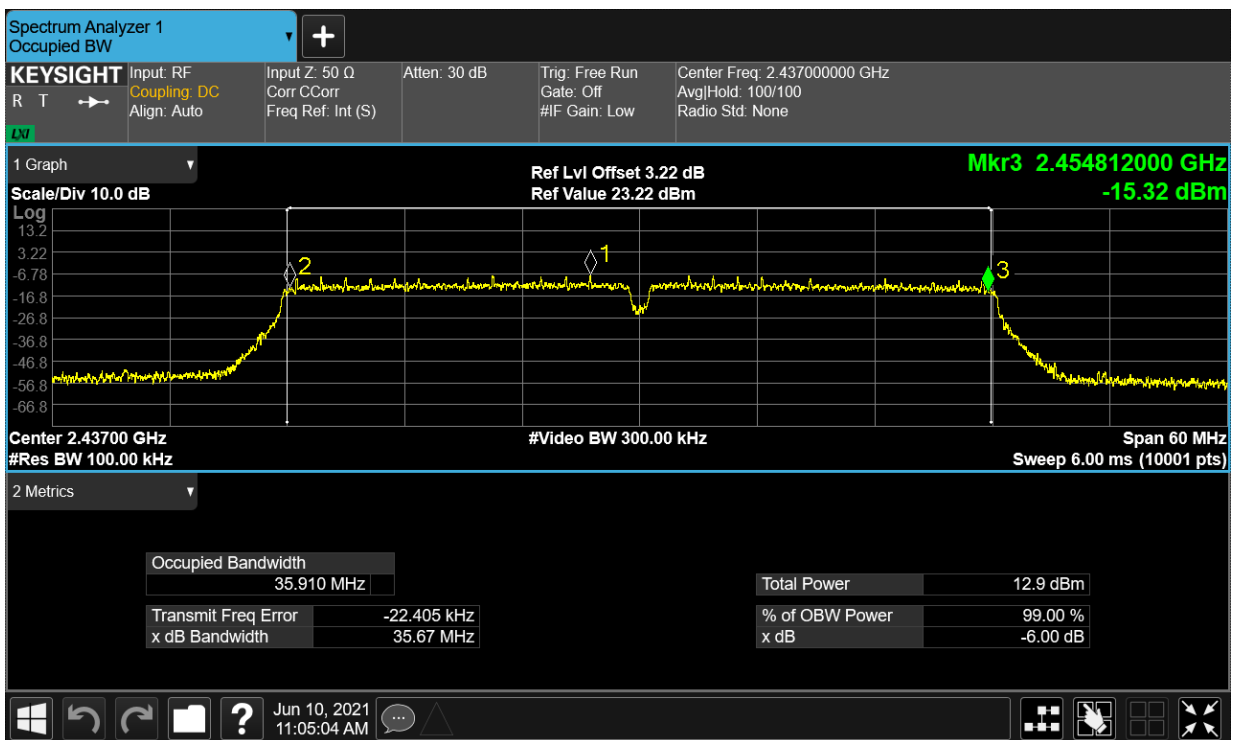 Spectrum Analyzer 1
Occupied BW
KEYSIGHT
R T
LXI
Input: RF
Coupling: DC
Align: Auto
Input Z: 50 Ω
Corr CCorr
Freq Ref: Int (S)
Atten: 30 dB
Trig: Free Run
Gate: Off
#IF Gain: Low
Center Freq: 2.437000000 GHz
Avg|Hold: 100/100
Radio Std: None
1 Graph
Scale/Div 10.0 dB
Ref Lvl Offset 3.22 dB
Ref Value 23.22 dBm
Mkr3 2.454812000 GHz
-15.32 dBm
Log
13.2
3.22
-6.78
-16.8
-26.8
-36.8
-46.8
-56.8
-66.8
2
1
3
Center 2.43700 GHz
#Res BW 100.00 kHz
#Video BW 300.00 kHz
Span 60 MHz
Sweep 6.00 ms (10001 pts)
2 Metrics
Occupied Bandwidth
35.910 MHz
Transmit Freq Error -22.405 kHz
x dB Bandwidth 35.67 MHz
Total Power 12.9 dBm
% of OBW Power 99.00 %
x dB -6.00 dB
?
Jun 10, 2021
11:05:04 AM